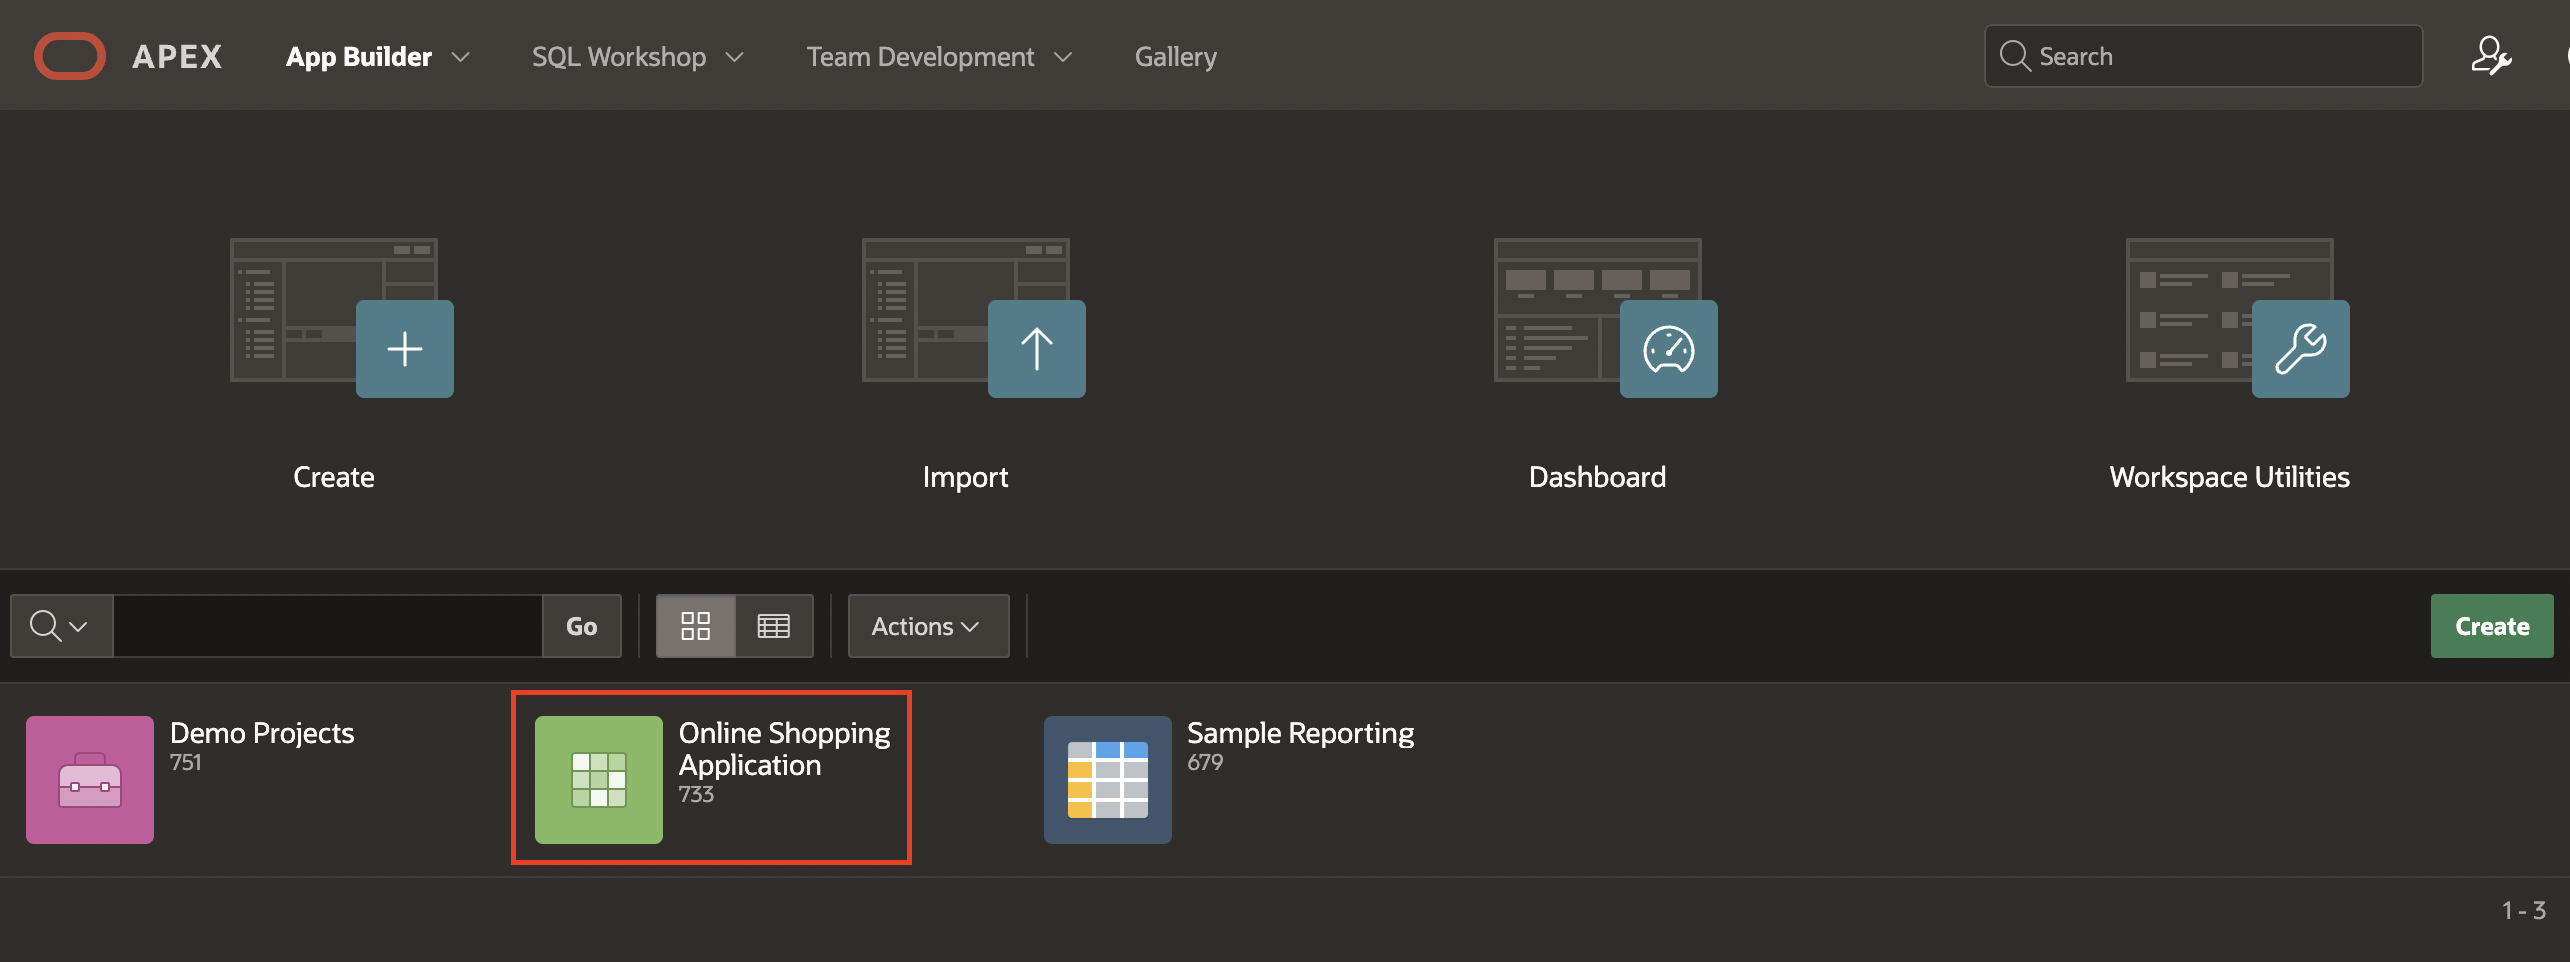 APEX
App Builder
SQL Workshop
Team Development
Gallery
Search
Create
Import
Dashboard
Workspace Utilities
Go
Actions
Create
Demo Projects
751
Online Shopping
Application
733
Sample Reporting
679
1 - 3